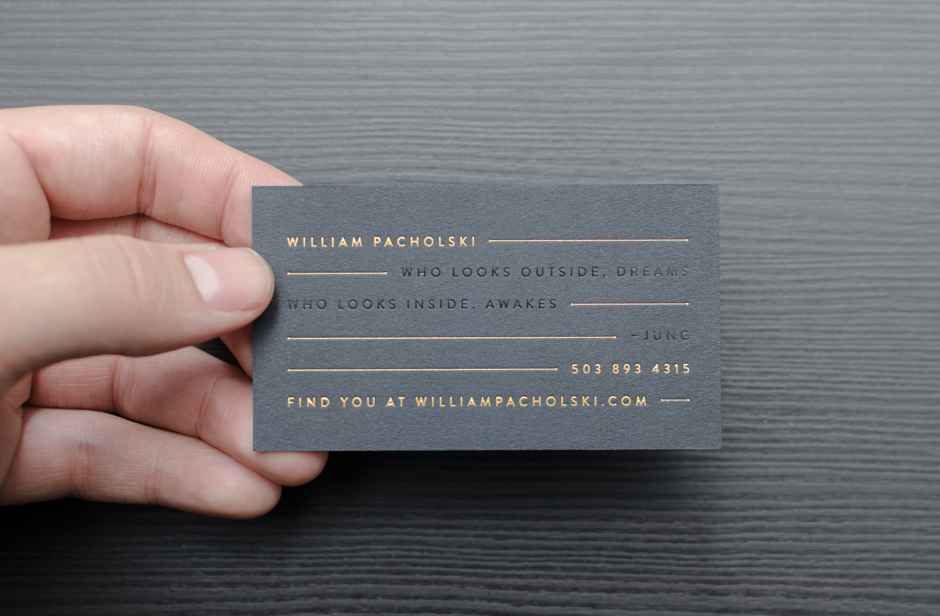 WILLIAM PACHOLSKI
WHO LOOKS OUTSIDE, DREAMS
WHO LOOKS INSIDE, AWAKES
–JUNG
503 893 4315
FIND YOU AT WILLIAMPACHOLSKI.COM